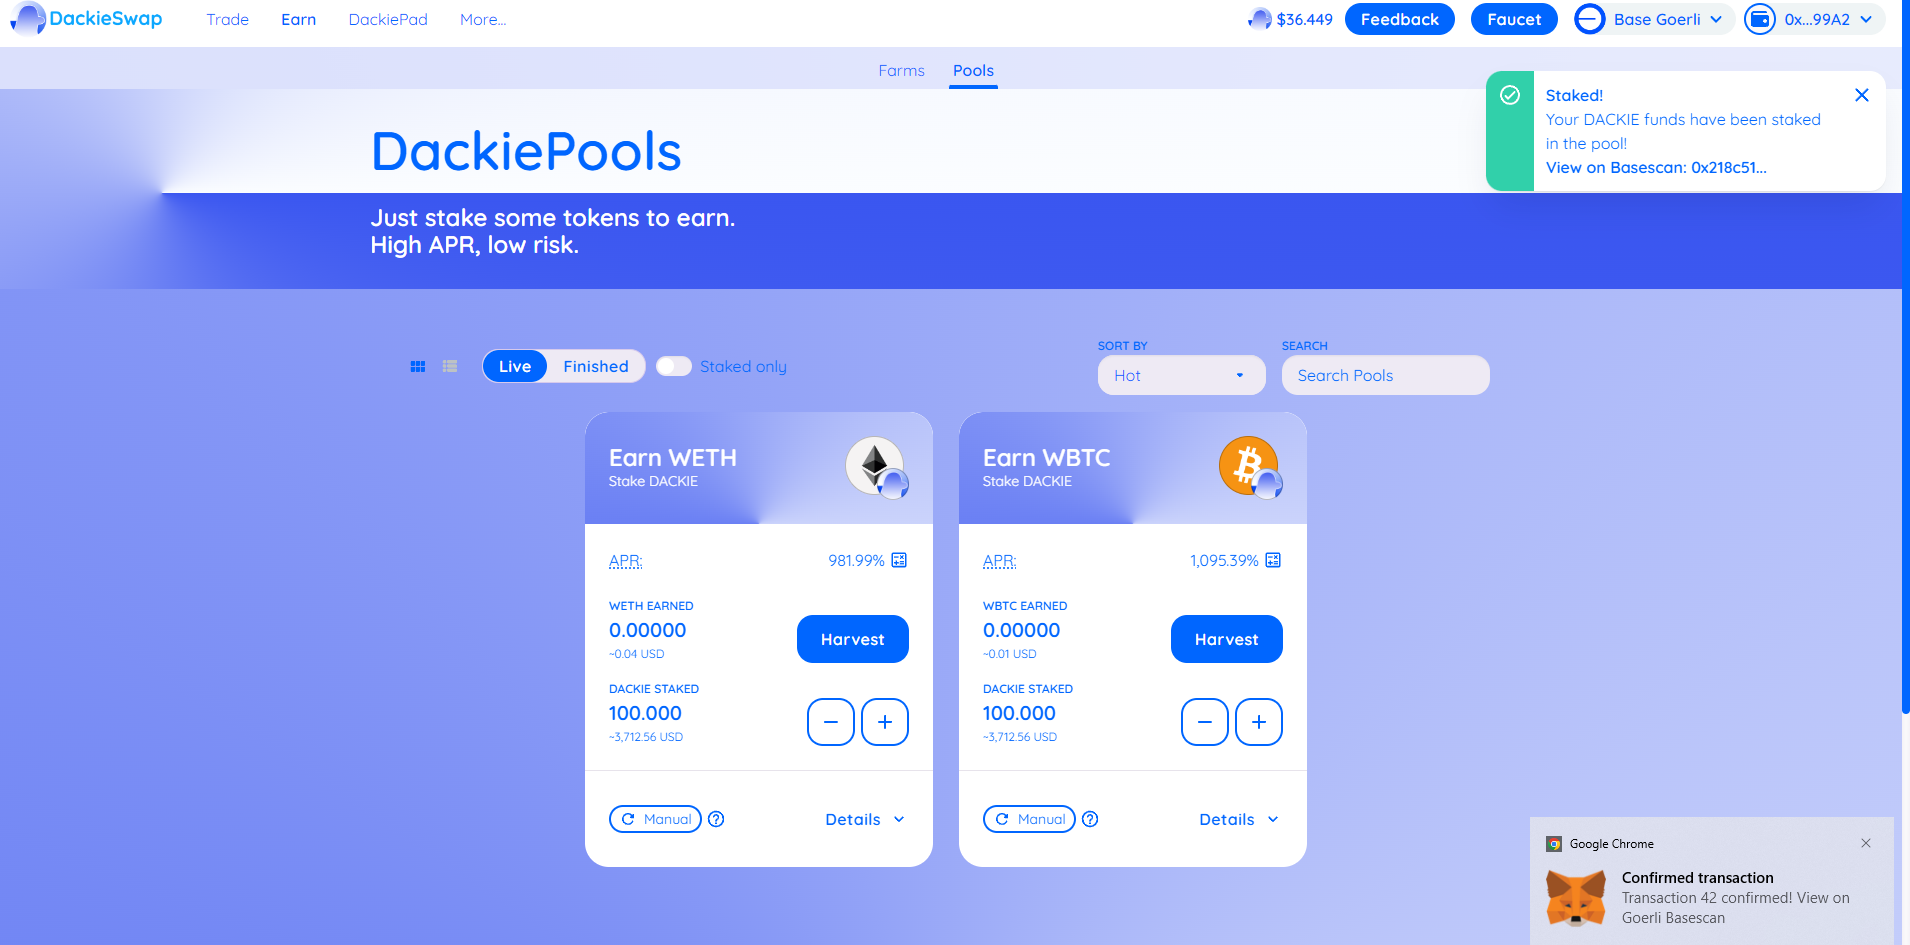 DackieSwap
Trade
Earn
DackiePad
More...
$36.449
Feedback
Faucet
Base Goerli
0x...99A2
Farms
Pools
Staked!
Your DACKIE funds have been staked
in the pool!
View on Basescan: 0x218c51...
DackiePools
Just stake some tokens to earn.
High APR, low risk.
Live
Finished
Staked only
SORT BY
Hot
SEARCH
Search Pools
Earn WETH
Stake DACKIE
APR:
981.99%
WETH EARNED
0.00000
~0.04 USD
Harvest
DACKIE STAKED
100.000
~3,712.56 USD
Manual
Details
Earn WBTC
Stake DACKIE
APR:
1,095.39%
WBTC EARNED
0.00000
~0.01 USD
Harvest
DACKIE STAKED
100.000
~3,712.56 USD
Manual
Details
Google Chrome
Confirmed transaction
Transaction 42 confirmed! View on
Goerli Basescan